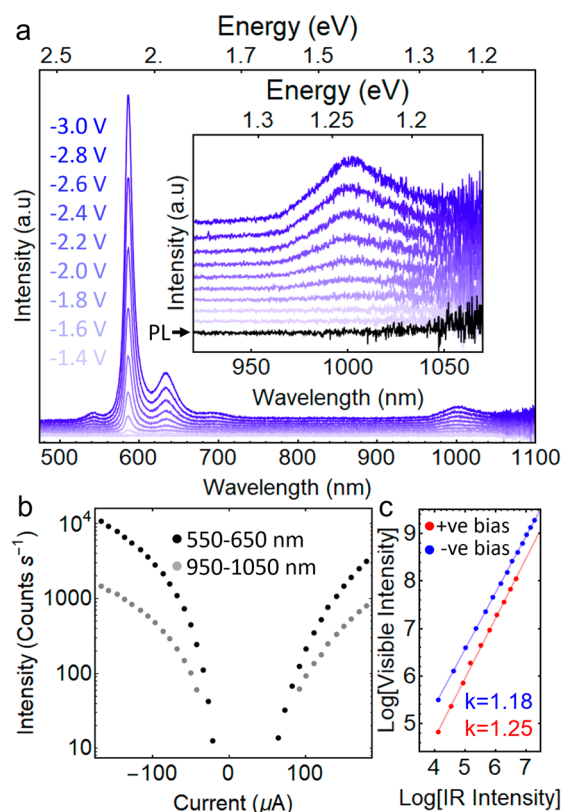 a
Energy (eV)
2.5 2. 1.7 1.5 1.3 1.2
Intensity (a.u)
-3.0 V
-2.8 V
-2.6 V
-2.4 V
-2.2 V
-2.0 V
-1.8 V
-1.6 V
-1.4 V
Energy (eV)
1.3 1.25 1.2
Intensity (a.u)
PL
950 1000 1050
Wavelength (nm)
500 600 700 800 900 1000 1100
Wavelength (nm)
b
Intensity (Counts s⁻¹)
10⁴
1000
100
10
550-650 nm
950-1050 nm
−100 0 100
Current (μA)
c
Log[Visible Intensity]
9
8
7
6
5
+ve bias
-ve bias
k=1.18
k=1.25
4 5 6 7
Log[IR Intensity]